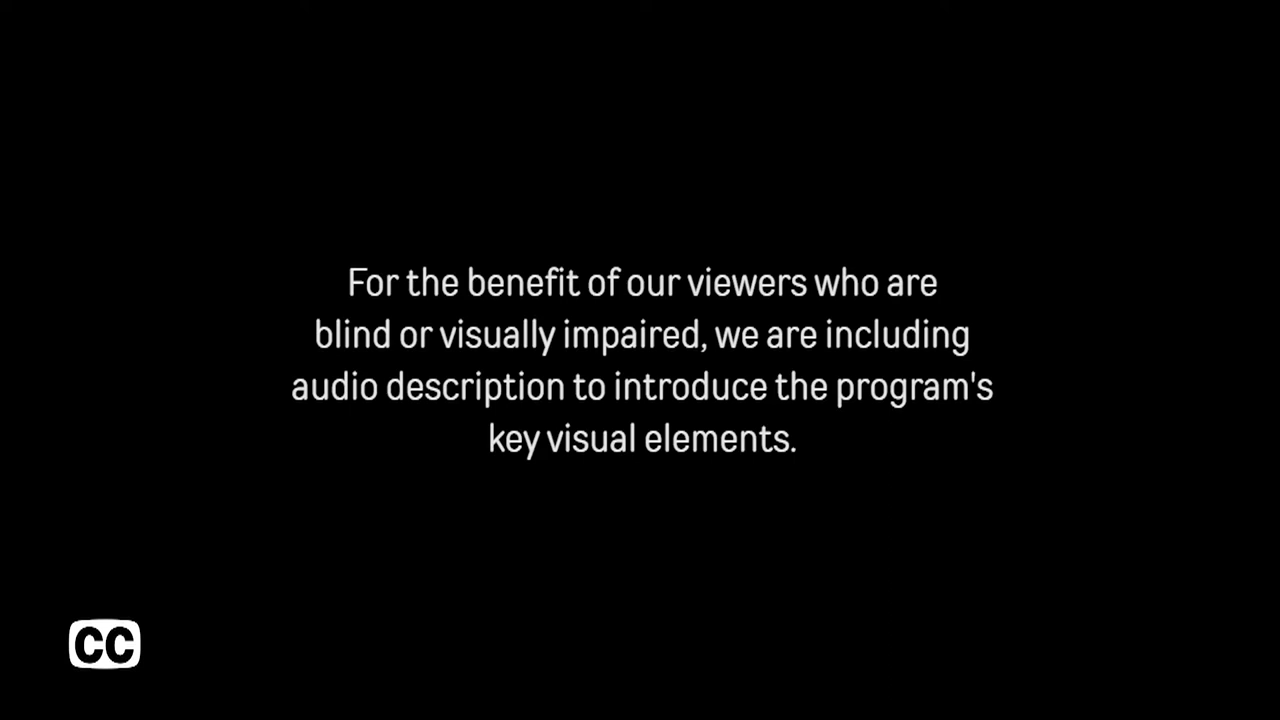 For the benefit of our viewers who are
blind or visually impaired, we are including
audio description to introduce the program's
key visual elements.
CC